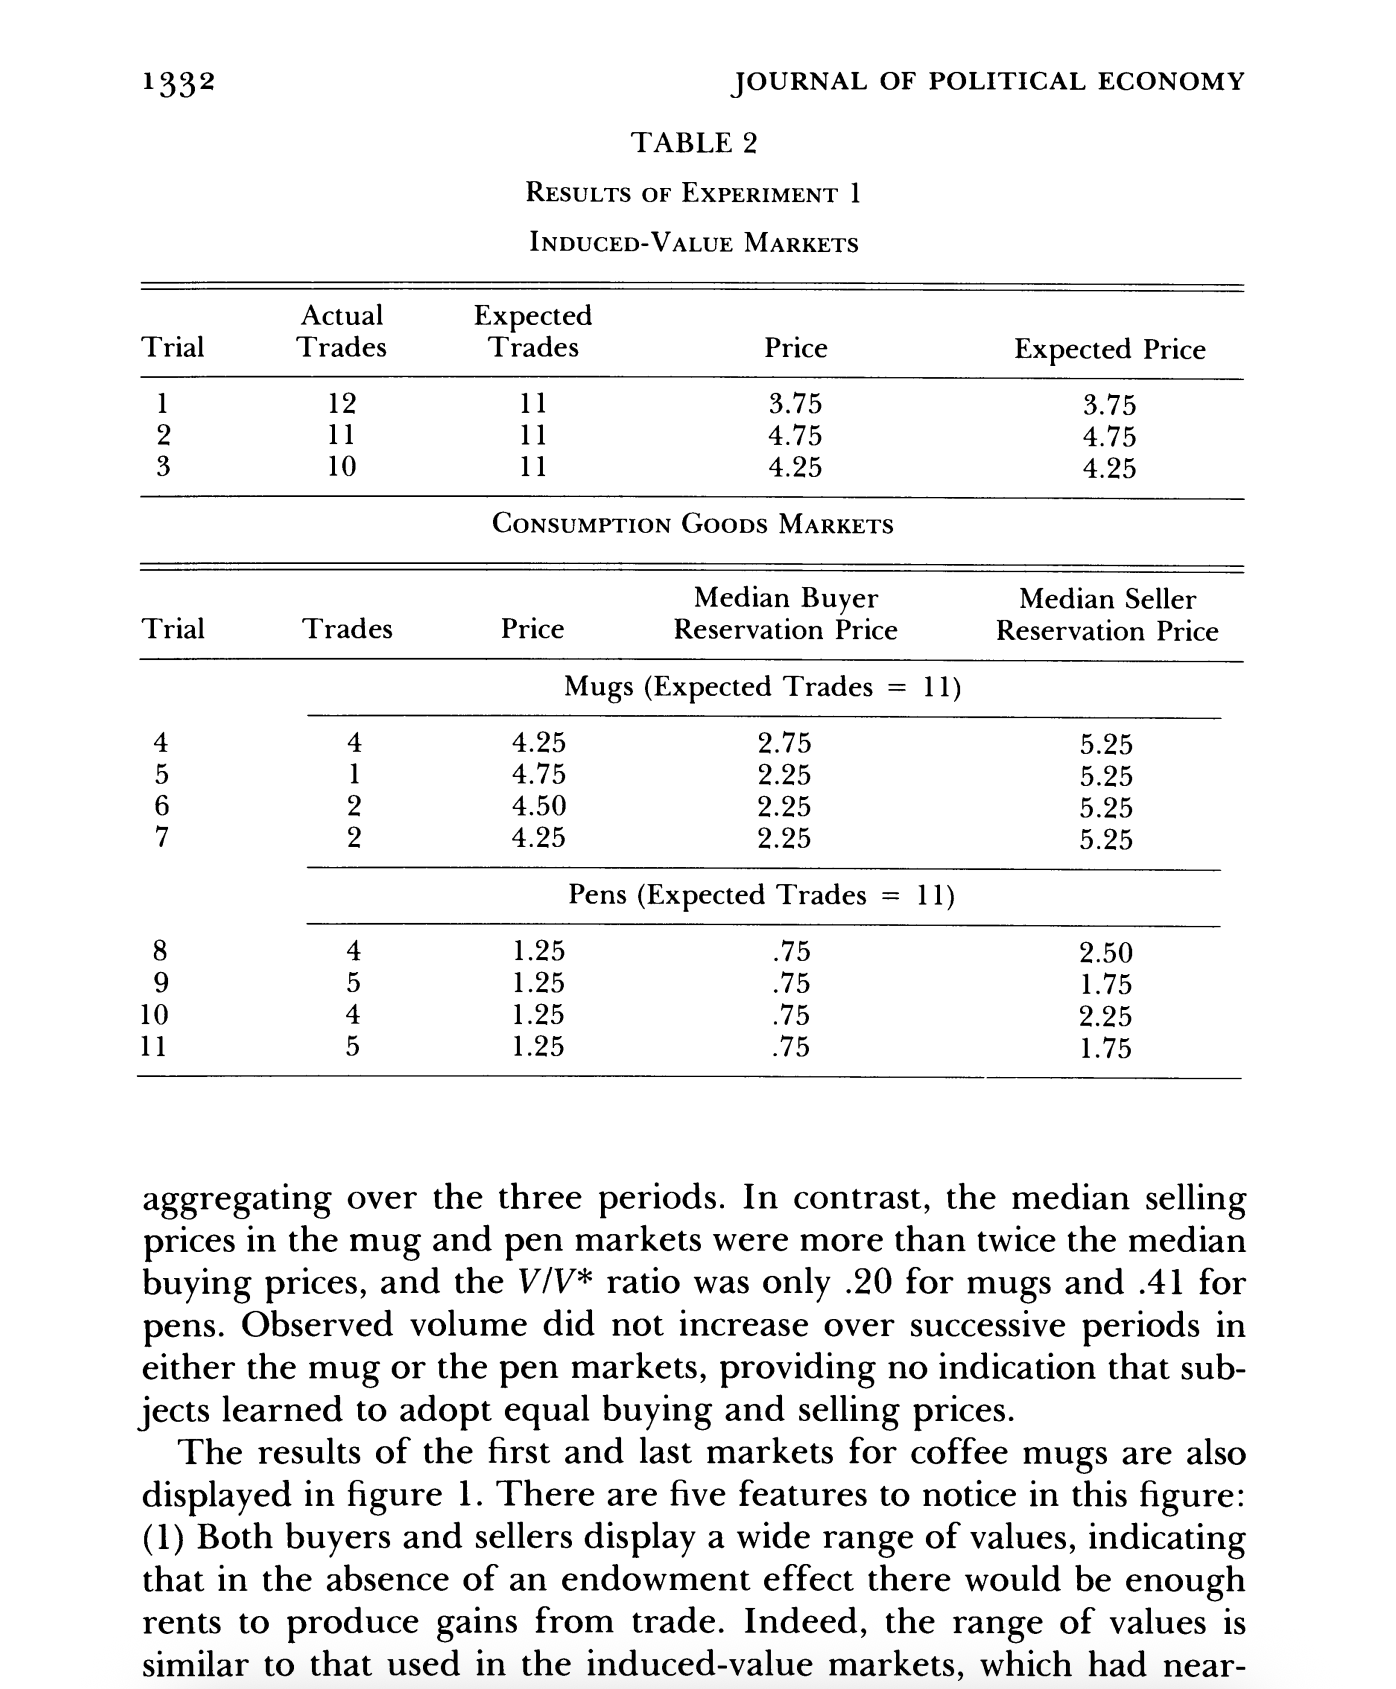 1332 JOURNAL OF POLITICAL ECONOMY
TABLE 2
RESULTS OF EXPERIMENT 1
INDUCED-VALUE MARKETS
Actual Expected
Trial Trades Trades Price Expected Price
1 12 11 3.75 3.75
2 11 11 4.75 4.75
3 10 11 4.25 4.25
CONSUMPTION GOODS MARKETS
Median Buyer Median Seller
Trial Trades Price Reservation Price Reservation Price
Mugs (Expected Trades = 11)
4 4 4.25 2.75 5.25
5 1 4.75 2.25 5.25
6 2 4.50 2.25 5.25
7 2 4.25 2.25 5.25
Pens (Expected Trades = 11)
8 4 1.25 .75 2.50
9 5 1.25 .75 1.75
10 4 1.25 .75 2.25
11 5 1.25 .75 1.75
aggregating over the three periods. In contrast, the median selling
prices in the mug and pen markets were more than twice the median
buying prices, and the V/V* ratio was only .20 for mugs and .41 for
pens. Observed volume did not increase over successive periods in
either the mug or the pen markets, providing no indication that sub-
jects learned to adopt equal buying and selling prices.
The results of the first and last markets for coffee mugs are also
displayed in figure 1. There are five features to notice in this figure:
(1) Both buyers and sellers display a wide range of values, indicating
that in the absence of an endowment effect there would be enough
rents to produce gains from trade. Indeed, the range of values is
similar to that used in the induced-value markets, which had near-